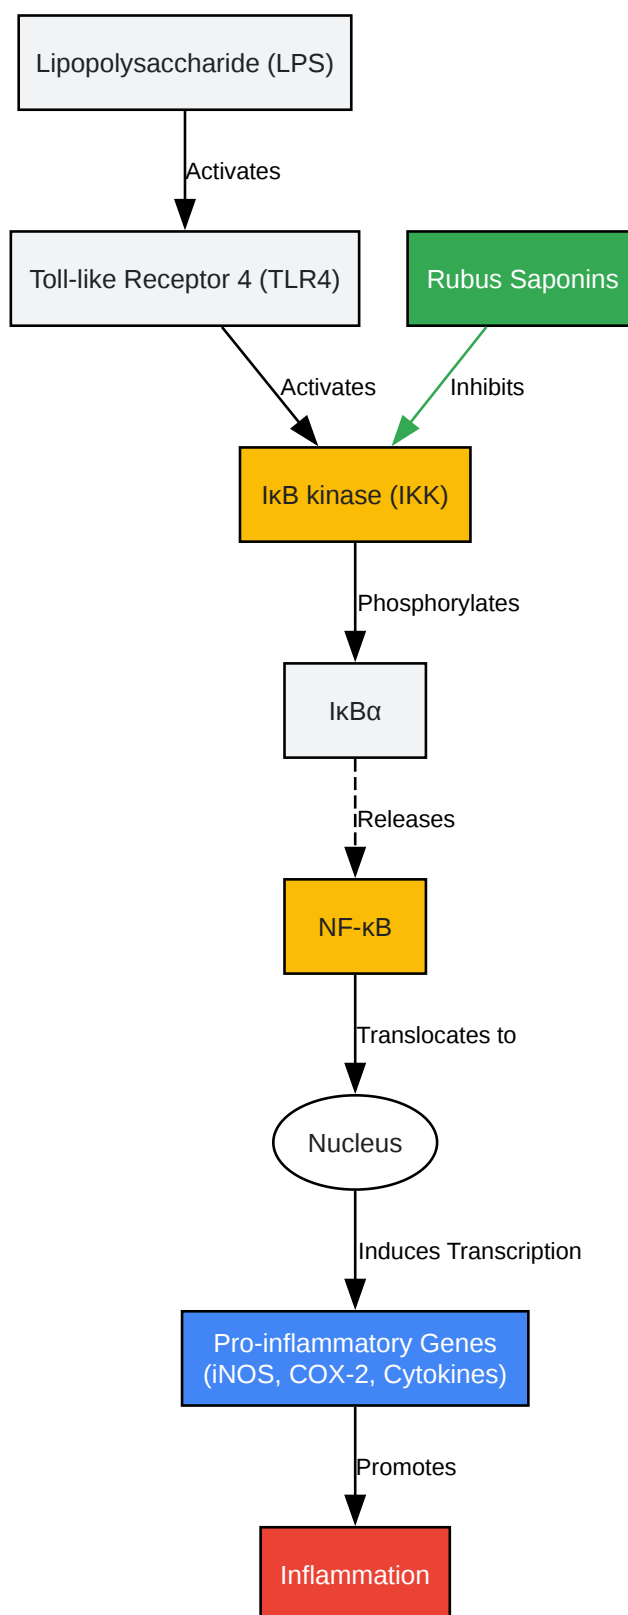 Lipopolysaccharide (LPS)
Activates
Toll-like Receptor 4 (TLR4)
Rubus Saponins
Activates
Inhibits
IκB kinase (IKK)
Phosphorylates
IκBα
Releases
NF-κB
Translocates to
Nucleus
Induces Transcription
Pro-inflammatory Genes
(iNOS, COX-2, Cytokines)
Promotes
Inflammation